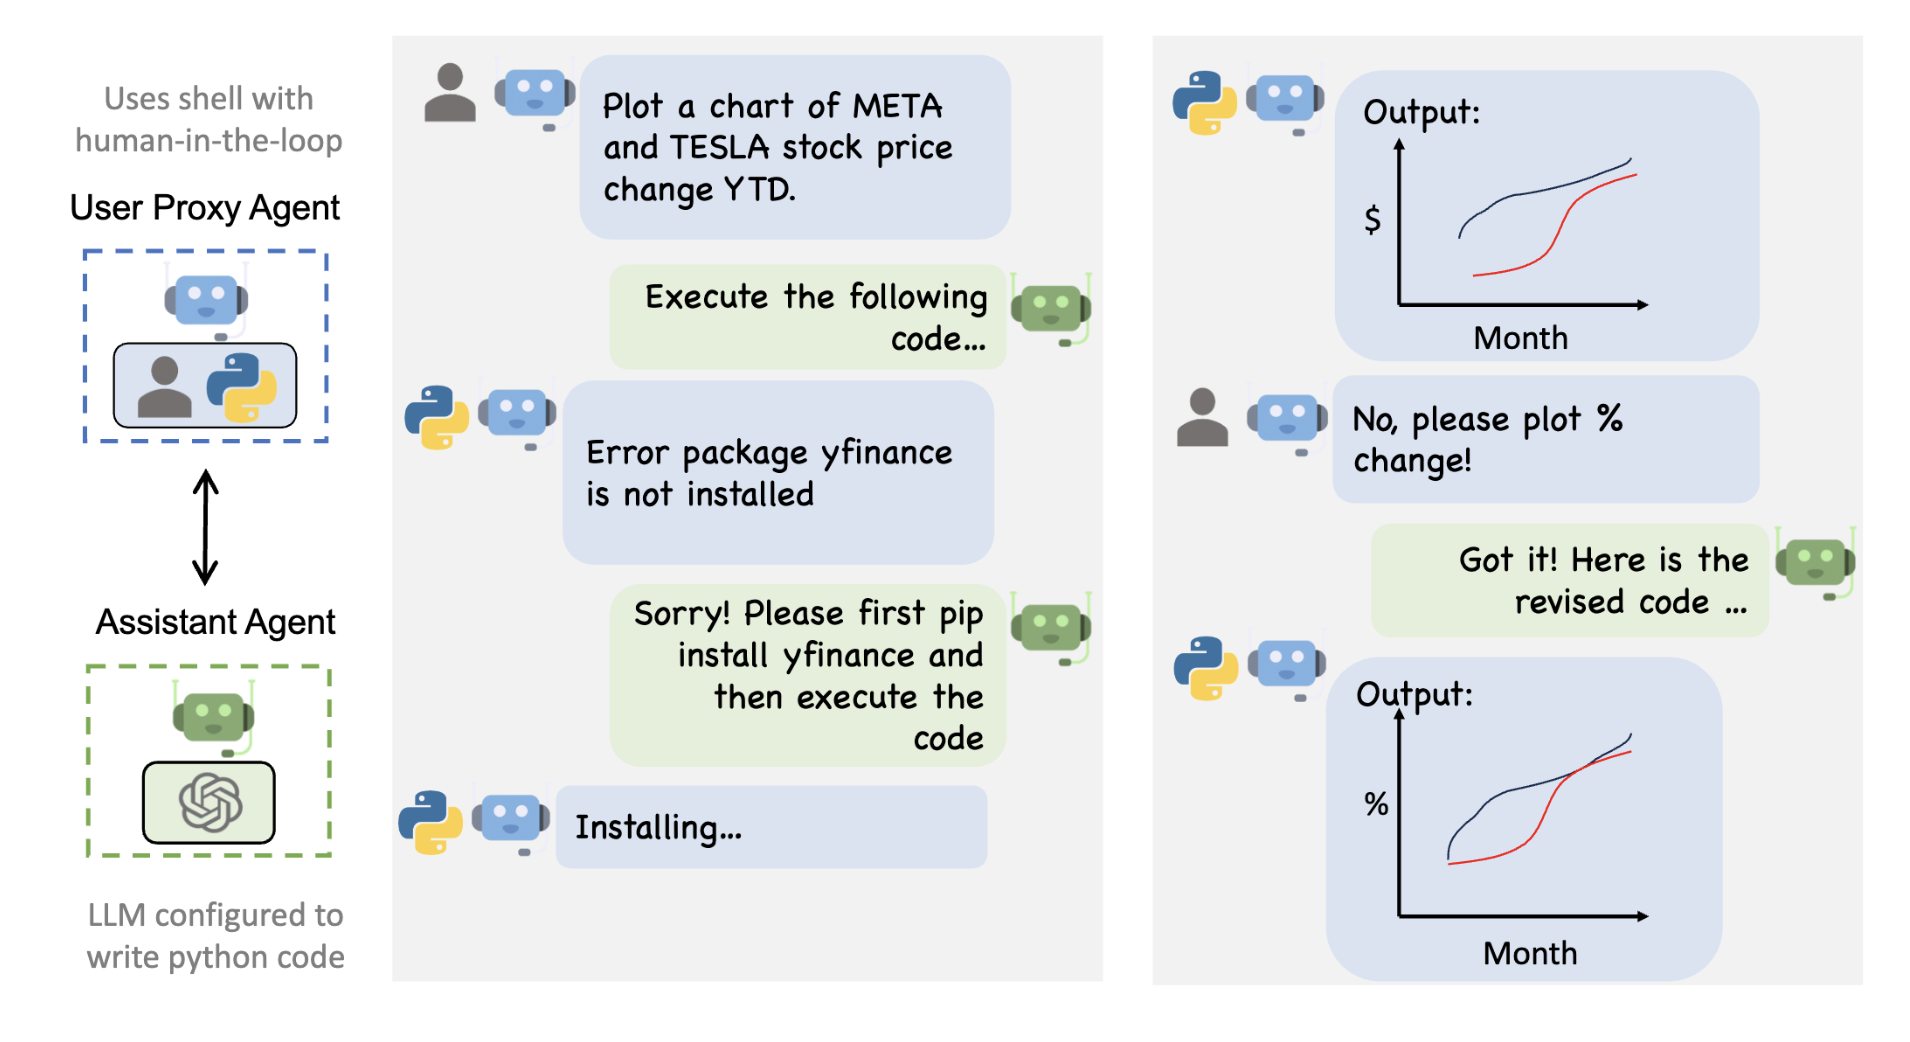 Uses shell with
human-in-the-loop
User Proxy Agent
Assistant Agent
LLM configured to
write python code
Plot a chart of META
and TESLA stock price
change YTD.
Execute the following
code...
Error package yfinance
is not installed
Sorry! Please first pip
install yfinance and
then execute the
code
Installing...
Output:
$
Month
No, please plot %
change!
Got it! Here is the
revised code ...
Output:
%
Month